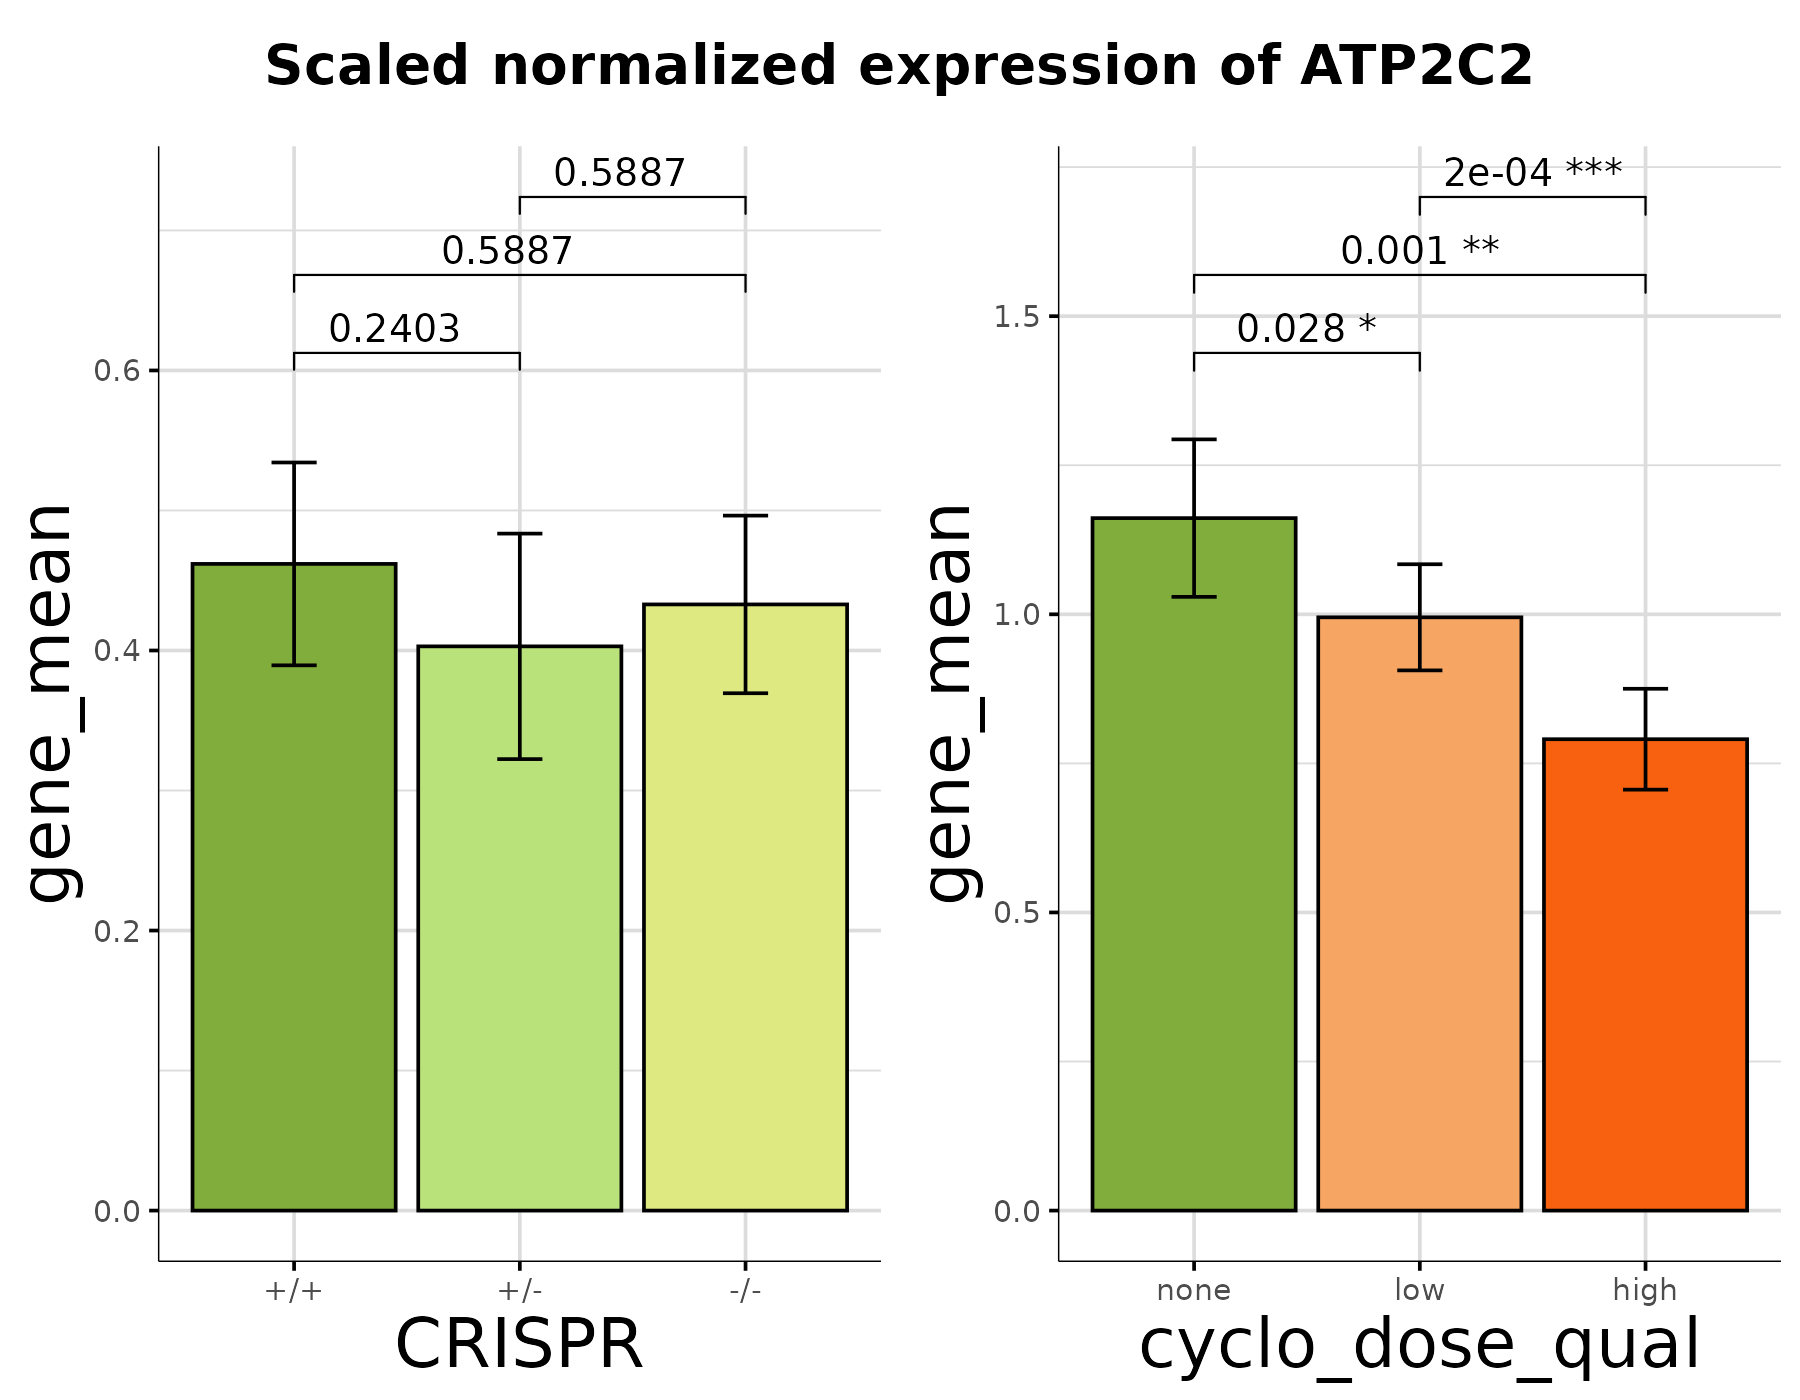 Scaled normalized expression of ATP2C2
0.5887
0.5887
0.2403
0.6
0.4
0.2
0.0
gene_mean
+/+ +/- -/-
CRISPR
2e-04 ***
0.001 **
0.028 *
1.5
1.0
0.5
0.0
gene_mean
none low high
cyclo_dose_qual